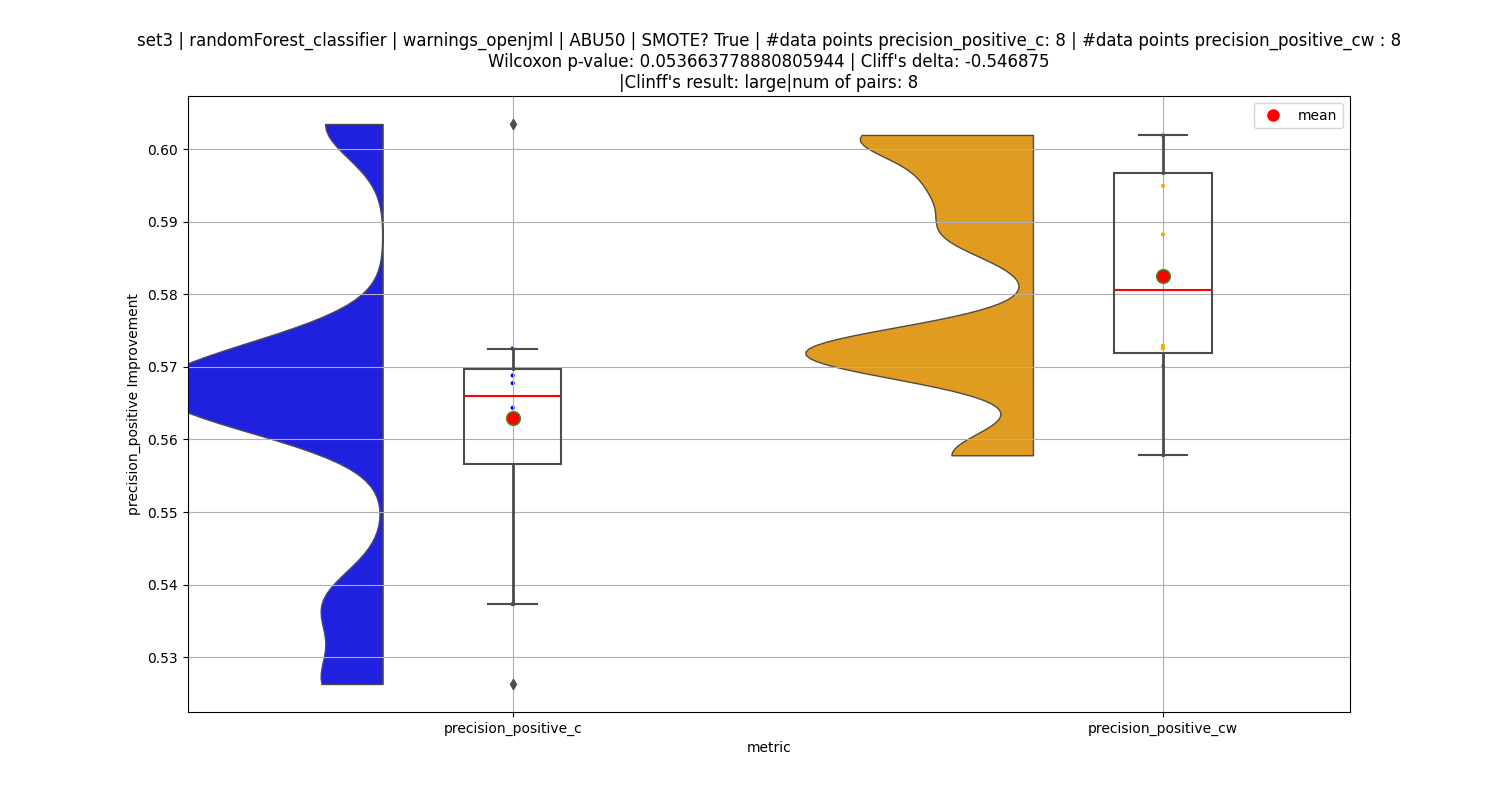 set3 | randomForest_classifier | warnings_openjml | ABU50 | SMOTE? True | #data points precision_positive_c: 8 | #data points precision_positive_cw : 8
Wilcoxon p-value: 0.053663778880805944 | Cliff's delta: -0.546875
|Clinff's result: large|num of pairs: 8
mean
0.60
0.59
0.58
0.57
0.56
0.55
0.54
0.53
precision_positive Improvement
precision_positive_c
precision_positive_cw
metric